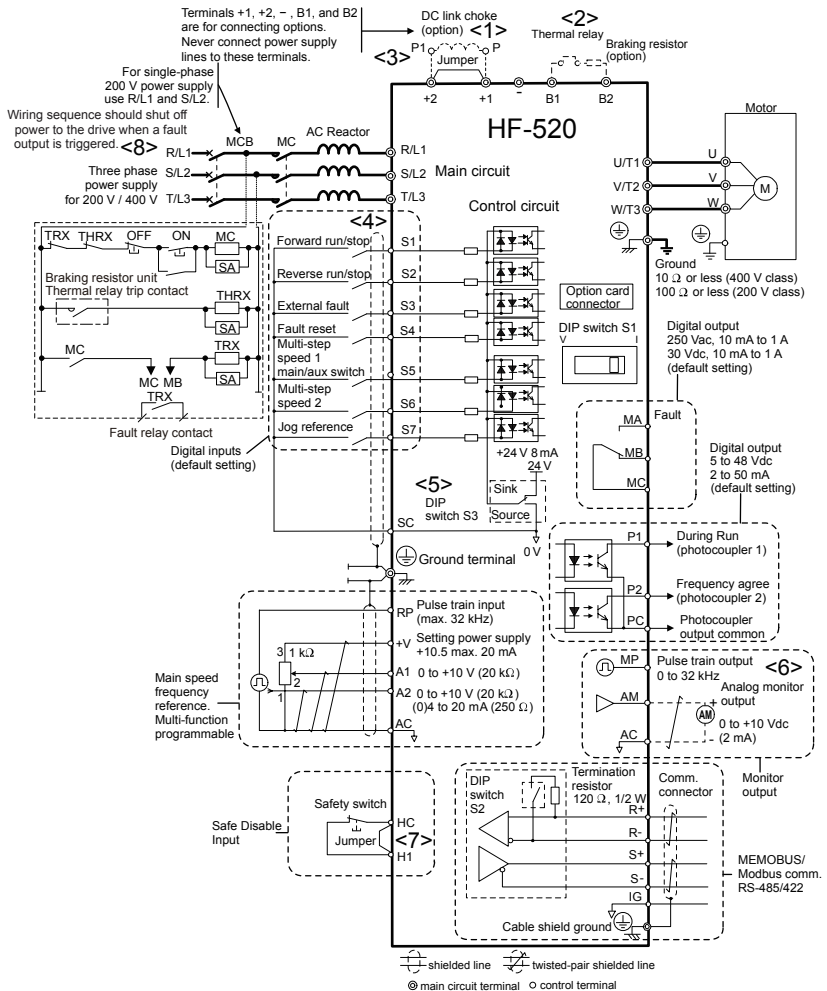 Terminals +1, +2, − , B1, and B2
are for connecting options.
Never connect power supply
lines to these terminals.
DC link choke
(option) <1>
<2>
Thermal relay
Braking resistor
(option)
<3>
P1
P
Jumper
+2
+1
-
B1
B2
For single-phase
200 V power supply
use R/L1 and S/L2.
Wiring sequence should shut off
power to the drive when a fault
output is triggered.
<8>
MCB
MC
AC Reactor
R/L1
R/L1
S/L2
S/L2
T/L3
T/L3
Three phase
power supply
for 200 V / 400 V
HF-520
Main circuit
Control circuit
Motor
U/T1
U
V/T2
V
W/T3
W
M
Ground
10 Ω or less (400 V class)
100 Ω or less (200 V class)
TRX
THRX
OFF
ON
MC
SA
Braking resistor unit
Thermal relay trip contact
THRX
SA
MC
TRX
SA
MC MB
TRX
Fault relay contact
<4>
Forward run/stop
S1
Reverse run/stop
S2
External fault
S3
Fault reset
S4
Multi-step
speed 1
main/aux switch
S5
Multi-step
speed 2
S6
Jog reference
S7
Digital inputs
(default setting)
Option card
connector
DIP switch S1
V
I
Digital output
250 Vac, 10 mA to 1 A
30 Vdc, 10 mA to 1 A
(default setting)
Fault
MA
MB
MC
+24 V 8 mA
24 V
Sink
Source
0 V
<5>
DIP
switch S3
SC
Digital output
5 to 48 Vdc
2 to 50 mA
(default setting)
P1
During Run
(photocoupler 1)
P2
Frequency agree
(photocoupler 2)
PC
Photocoupler
output common
Ground terminal
RP
Pulse train input
(max. 32 kHz)
+V
Setting power supply
+10.5 max. 20 mA
3
1 kΩ
2
1
A1
0 to +10 V (20 kΩ)
A2
0 to +10 V (20 kΩ)
(0)4 to 20 mA (250 Ω)
AC
Main speed
frequency
reference.
Multi-function
programmable
MP
Pulse train output
0 to 32 kHz
<6>
Analog monitor
output
AM
+
AM
0 to +10 Vdc
(2 mA)
-
AC
Monitor
output
Safe Disable
Input
Safety switch
Jumper
HC
<7>
H1
DIP
switch
S2
Termination
resistor
120 Ω, 1/2 W
Comm.
connector
R+
R-
S+
S-
IG
MEMOBUS/
Modbus comm.
RS-485/422
Cable shield ground
shielded line
twisted-pair shielded line
main circuit terminal
control terminal